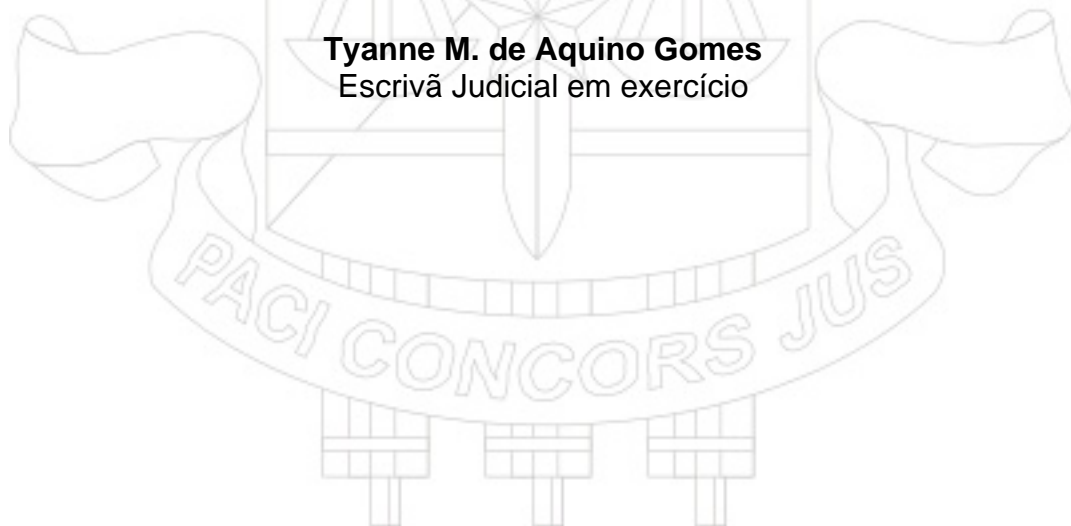 Tyanne M. de Aquino Gomes
Escrivã Judicial em exercício
PACI CONCORS JUS